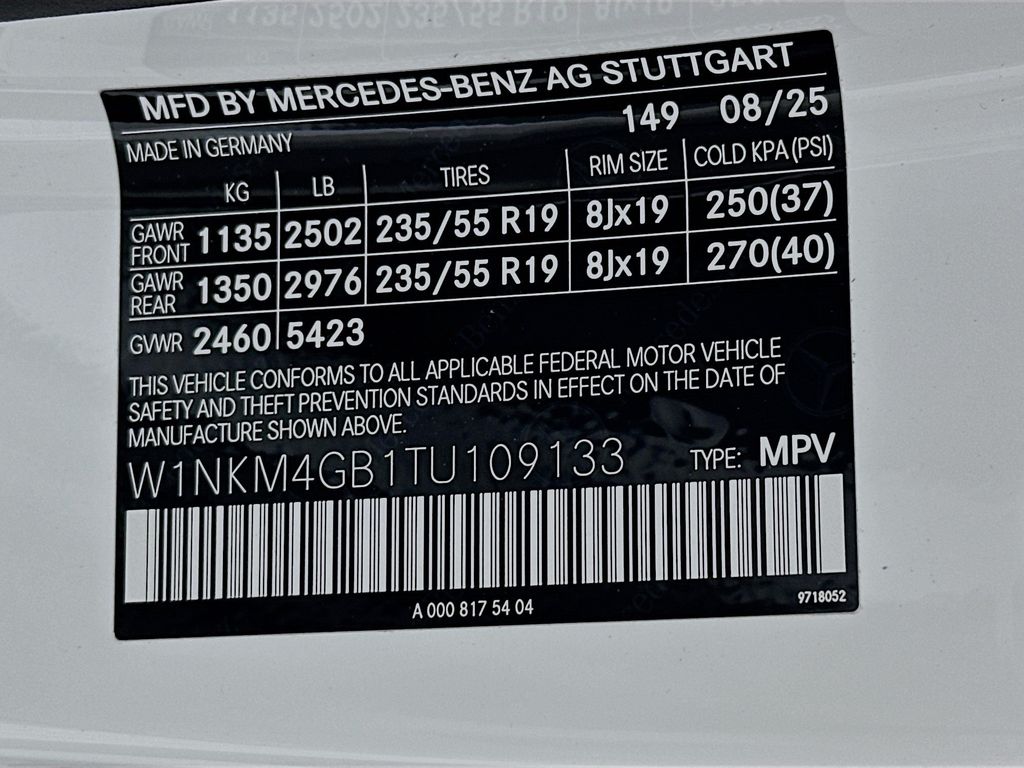 MFD BY MERCEDES-BENZ AG STUTTGART
MADE IN GERMANY 149 08/25
KG LB TIRES RIM SIZE COLD KPA (PSI)
GAWR FRONT 1135 2502 235/55 R19 8Jx19 250(37)
GAWR REAR 1350 2976 235/55 R19 8Jx19 270(40)
GVWR 2460 5423
THIS VEHICLE CONFORMS TO ALL APPLICABLE FEDERAL MOTOR VEHICLE
SAFETY AND THEFT PREVENTION STANDARDS IN EFFECT ON THE DATE OF
MANUFACTURE SHOWN ABOVE.
W1NKM4GB1TU109133 TYPE: MPV
A 000 817 54 04
9718052